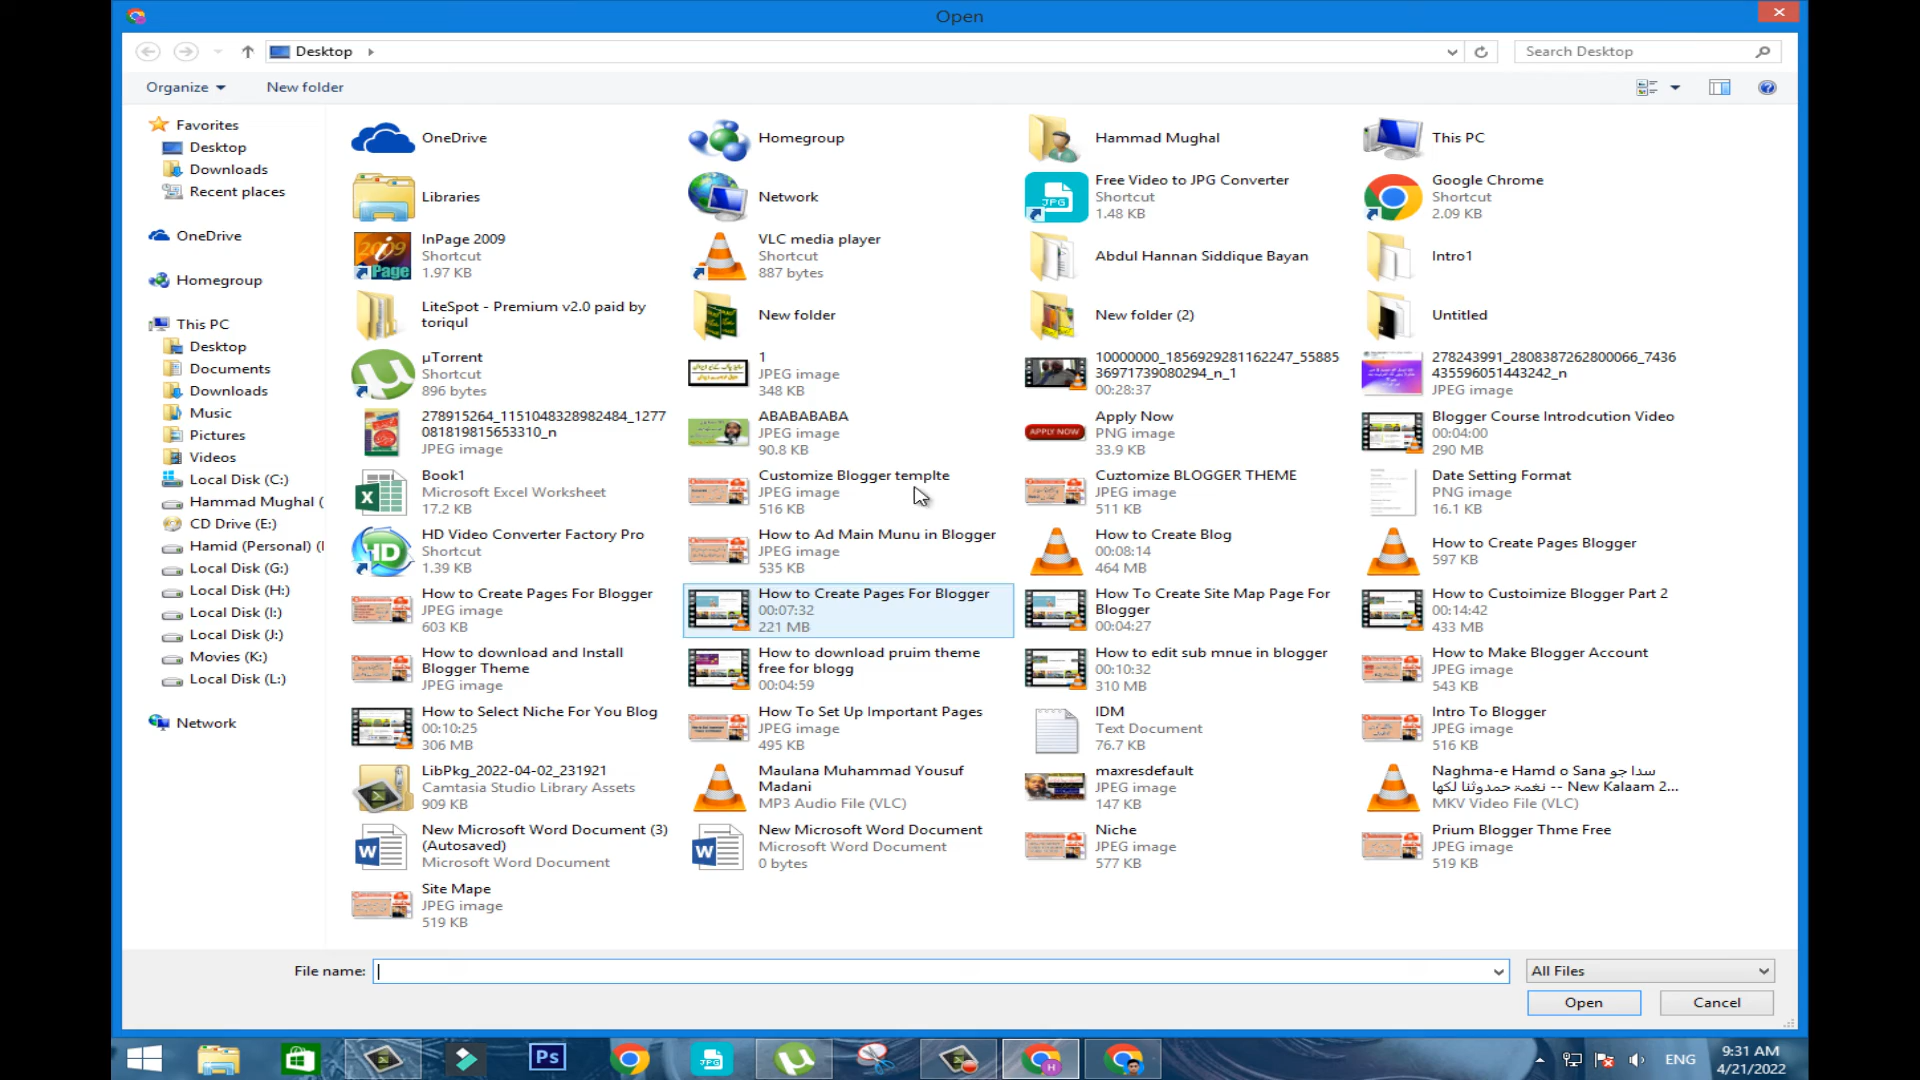 Open
Desktop
Search Desktop
Organize
New folder
Favorites
Desktop
Downloads
Recent places
OneDrive
Homegroup
This PC
Desktop
Documents
Downloads
Music
Pictures
Videos
Local Disk (C:)
Hammad Mughal (
CD Drive (E:)
Hamid (Personal) (
Local Disk (G:)
Local Disk (H:)
Local Disk (I:)
Local Disk (J:)
Movies (K:)
Local Disk (L:)
Network
OneDrive
Homegroup
Hammad Mughal
This PC
Libraries
Network
Free Video to JPG Converter
Shortcut
1.48 KB
Google Chrome
Shortcut
2.09 KB
InPage 2009
Shortcut
1.97 KB
VLC media player
Shortcut
887 bytes
Abdul Hannan Siddique Bayan
Intro1
LiteSpot - Premium v2.0 paid by
toriqul
New folder
New folder (2)
Untitled
µTorrent
Shortcut
896 bytes
1
JPEG image
348 KB
10000000_1856929281162247_55885
36971739080294_n_1
00:28:37
278243991_2808387262800066_7436
435596051443242_n
JPEG image
278915264_1151048328982484_1277
081819815653310_n
JPEG image
ABABABABA
JPEG image
90.8 KB
APPLY NOW
Apply Now
PNG image
33.9 KB
Blogger Course Introdcution Video
00:04:00
290 MB
Book1
Microsoft Excel Worksheet
17.2 KB
Customize Blogger templte
JPEG image
516 KB
Cuztomize BLOGGER THEME
JPEG image
511 KB
Date Setting Format
PNG image
16.1 KB
HD Video Converter Factory Pro
Shortcut
1.39 KB
How to Ad Main Munu in Blogger
JPEG image
535 KB
How to Create Blog
00:08:14
464 MB
How to Create Pages Blogger
597 KB
How to Create Pages For Blogger
JPEG image
603 KB
How to Create Pages For Blogger
00:07:32
221 MB
How To Create Site Map Page For
Blogger
00:04:27
How to Custoimize Blogger Part 2
00:14:42
433 MB
How to download and Install
Blogger Theme
JPEG image
How to download pruim theme
free for blogg
00:04:59
How to edit sub mnue in blogger
00:10:32
310 MB
How to Make Blogger Account
JPEG image
543 KB
How to Select Niche For You Blog
00:10:25
306 MB
How To Set Up Important Pages
JPEG image
495 KB
IDM
Text Document
76.7 KB
Intro To Blogger
JPEG image
516 KB
LibPkg_2022-04-02_231921
Camtasia Studio Library Assets
909 KB
Maulana Muhammad Yousuf
Madani
MP3 Audio File (VLC)
maxresdefault
JPEG image
147 KB
Naghma-e Hamd o Sana سدا جو
نغمۂ حمدوثنا لکھا -- New Kalaam 2...
MKV Video File (VLC)
New Microsoft Word Document (3)
(Autosaved)
Microsoft Word Document
New Microsoft Word Document
Microsoft Word Document
0 bytes
Niche
JPEG image
577 KB
Prium Blogger Thme Free
JPEG image
519 KB
Site Mape
JPEG image
519 KB
File name:
All Files
Open
Cancel
Ps
JPG
ENG
9:31 AM
4/21/2022